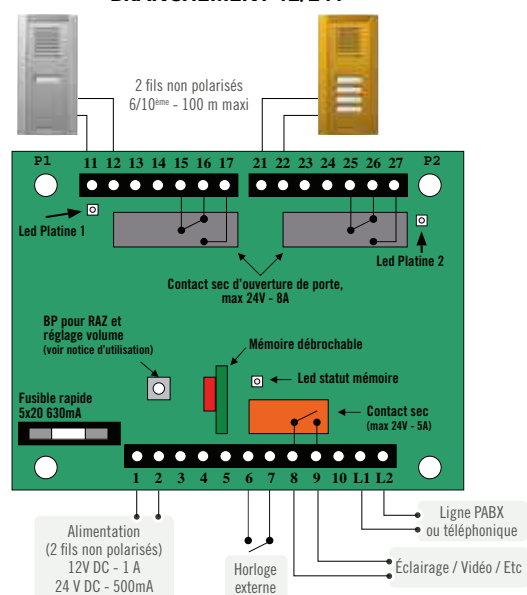 2 fils non polarisés
6/10ème - 100 m maxi
P1
11 12 13 14 15 16 17
21 22 23 24 25 26 27
P2
Led Platine 1
Led Platine 2
Contact sec d'ouverture de porte,
max 24V - 8A
BP pour RAZ et
réglage volume
(voir notice d'utilisation)
Mémoire débrochable
Led statut mémoire
Fusible rapide
5x20 630mA
Contact sec
(max 24V - 5A)
1 2 3 4 5 6 7 8 9 10 L1 L2
Ligne PABX
ou téléphonique
Alimentation
(2 fils non polarisés)
12V DC - 1 A
24 V DC - 500mA
Horloge
externe
Éclairage / Vidéo / Etc